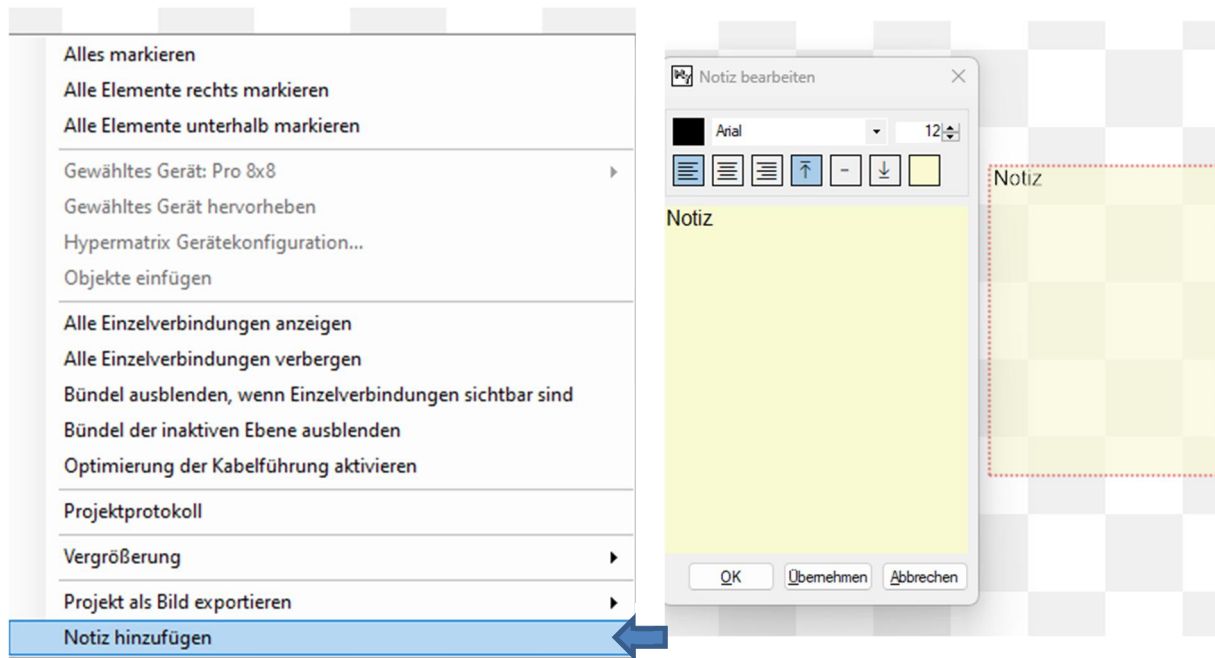 Alles markieren
Alle Elemente rechts markieren
Alle Elemente unterhalb markieren
Gewähltes Gerät: Pro 8x8
Gewähltes Gerät hervorheben
Hypermatrix Gerätekonfiguration...
Objekte einfügen
Alle Einzelverbindungen anzeigen
Alle Einzelverbindungen verbergen
Bündel ausblenden, wenn Einzelverbindungen sichtbar sind
Bündel der inaktiven Ebene ausblenden
Optimierung der Kabelführung aktivieren
Projektprotokoll
Vergrößerung
Projekt als Bild exportieren
Notiz hinzufügen
Notiz bearbeiten
Arial 12
Notiz
OK Übernehmen Abbrechen
Notiz